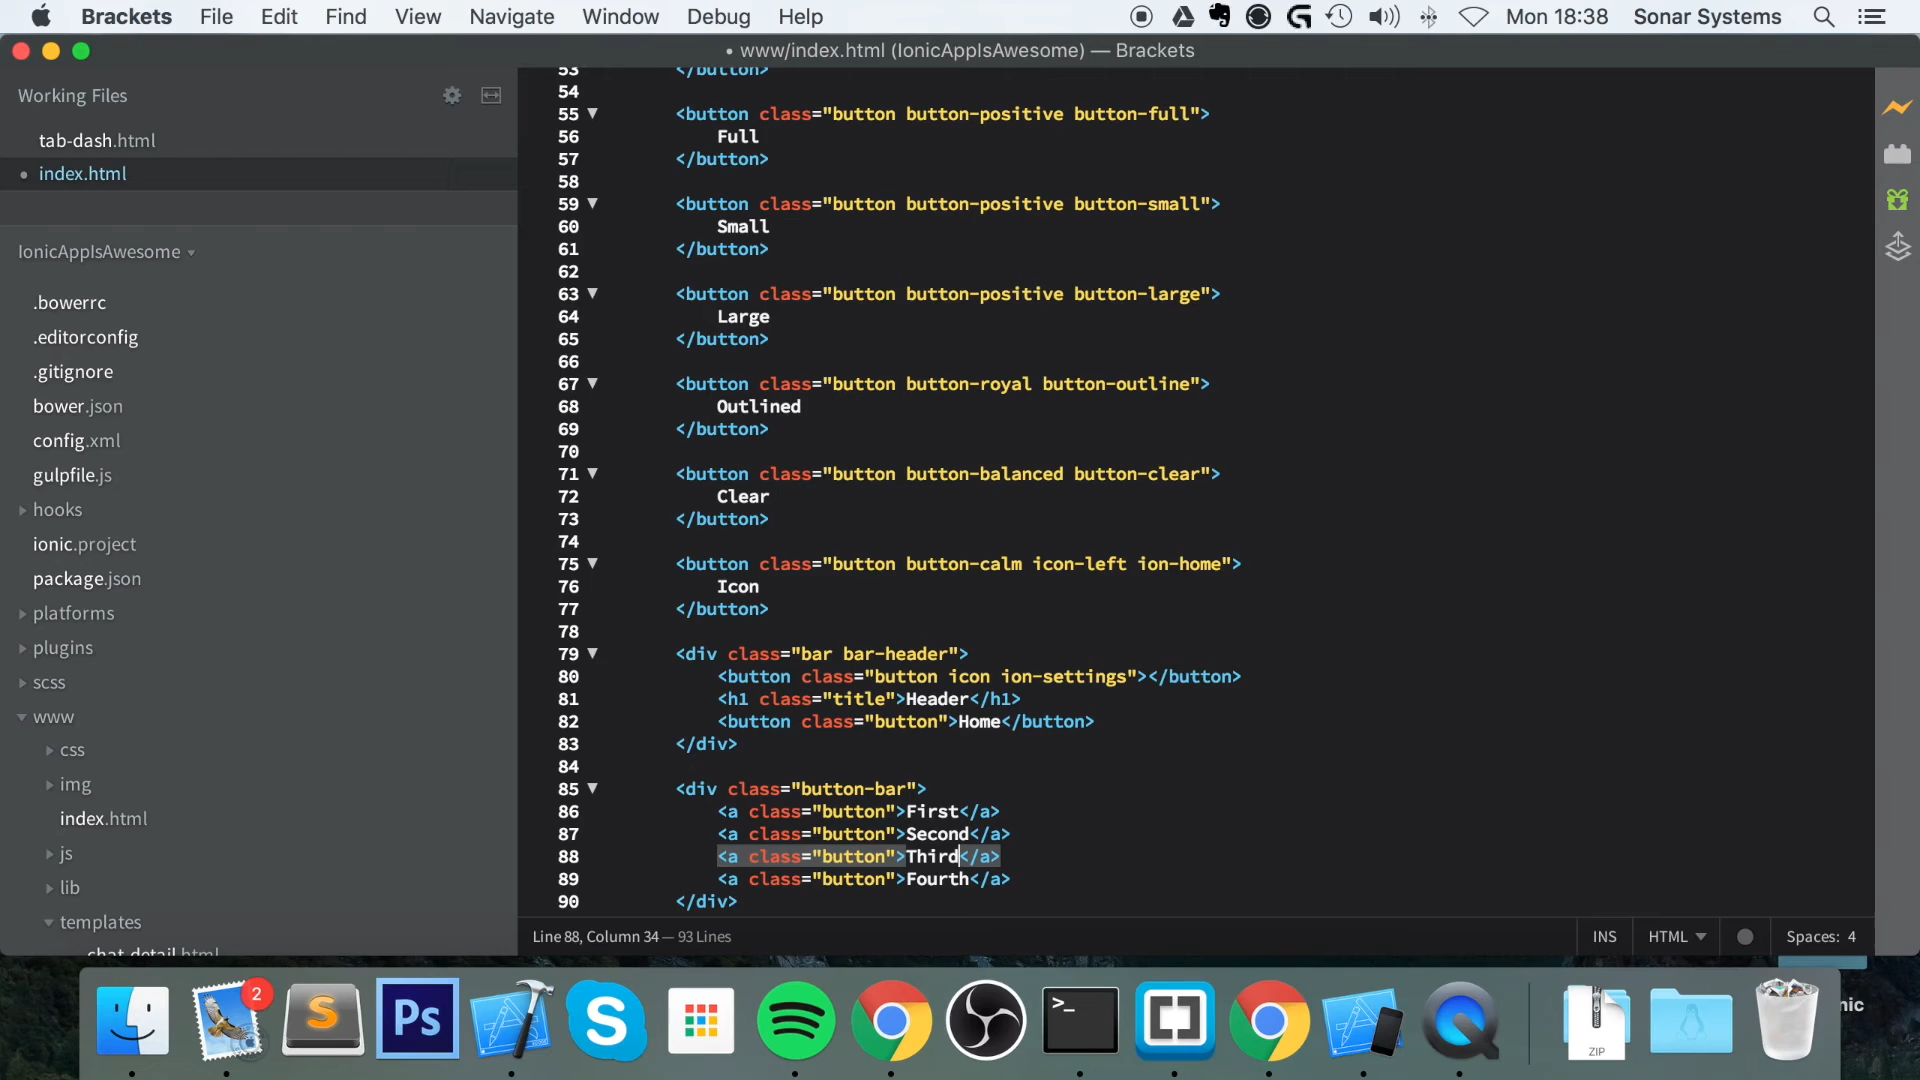 Brackets File Edit Find View Navigate Window Debug Help Mon 18:38 Sonar Systems
• www/index.html (IonicAppIsAwesome) — Brackets
Working Files
tab-dash.html
• index.html
IonicAppIsAwesome
.bowerrc
.editorconfig
.gitignore
bower.json
config.xml
gulpfile.js
hooks
ionic.project
package.json
platforms
plugins
scss
www
css
img
index.html
js
lib
templates
chat-detail.html
53 </button>
54
55 <button class="button button-positive button-full">
56 Full
57 </button>
58
59 <button class="button button-positive button-small">
60 Small
61 </button>
62
63 <button class="button button-positive button-large">
64 Large
65 </button>
66
67 <button class="button button-royal button-outline">
68 Outlined
69 </button>
70
71 <button class="button button-balanced button-clear">
72 Clear
73 </button>
74
75 <button class="button button-calm icon-left ion-home">
76 Icon
77 </button>
78
79 <div class="bar bar-header">
80 <button class="button icon ion-settings"></button>
81 <h1 class="title">Header</h1>
82 <button class="button">Home</button>
83 </div>
84
85 <div class="button-bar">
86 <a class="button">First</a>
87 <a class="button">Second</a>
88 <a class="button">Third</a>
89 <a class="button">Fourth</a>
90 </div>
Line 88, Column 34 — 93 Lines INS HTML Spaces: 4
2
S
Ps
>_
ZIP
nic